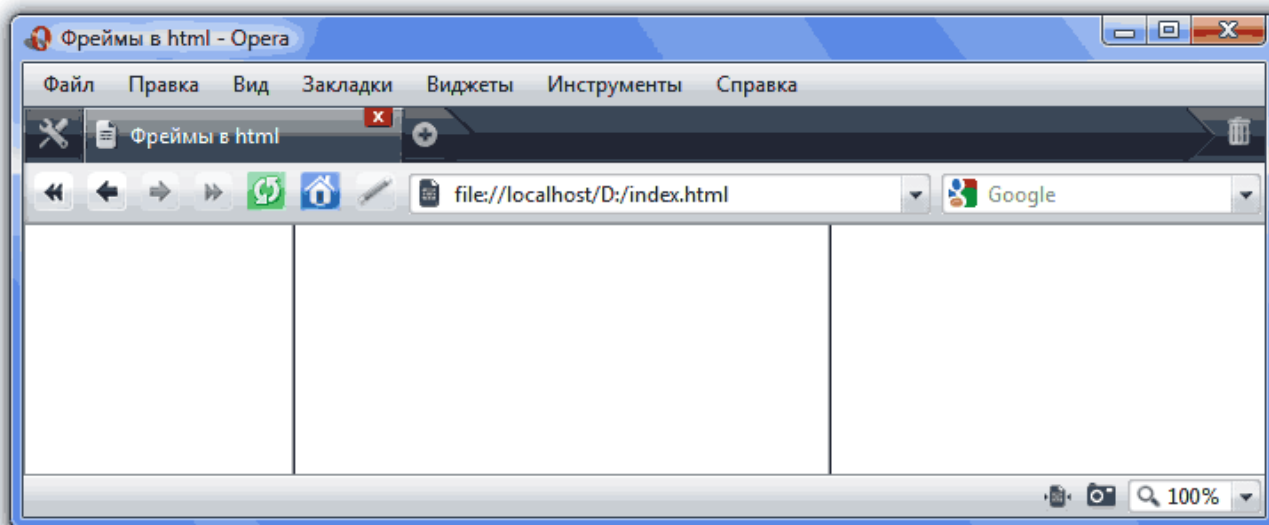 Фреймы в html - Opera
Файл Правка Вид Закладки Виджеты Инструменты Справка
Фреймы в html
file://localhost/D:/index.html Google
100%